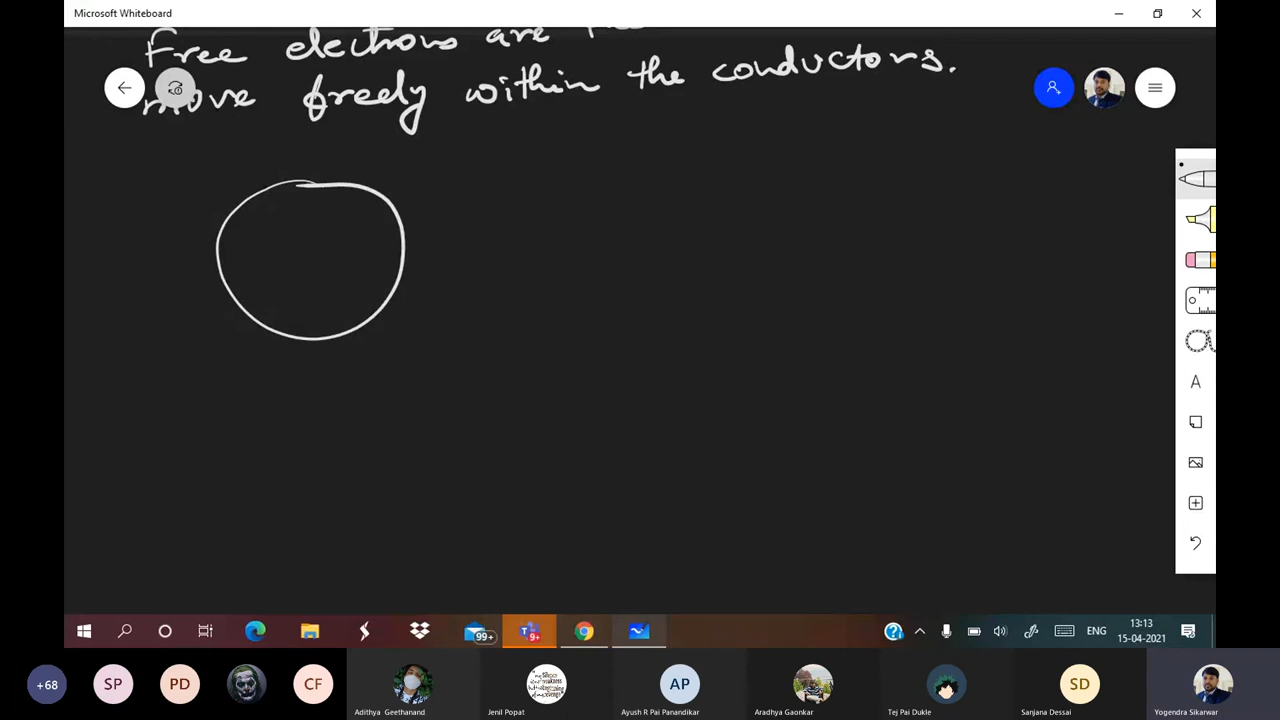 Microsoft Whiteboard
Free electrons are
move freely within the conductors.
A
99+
9+
ENG
13:13
15-04-2021
+68
SP
PD
CF
AP
SD
Adithya Geethanand
Jenil Popat
Ayush R Pai Panandikar
Aradhya Gaonkar
Tej Pai Dukle
Sanjana Dessai
Yogendra Sikarwar